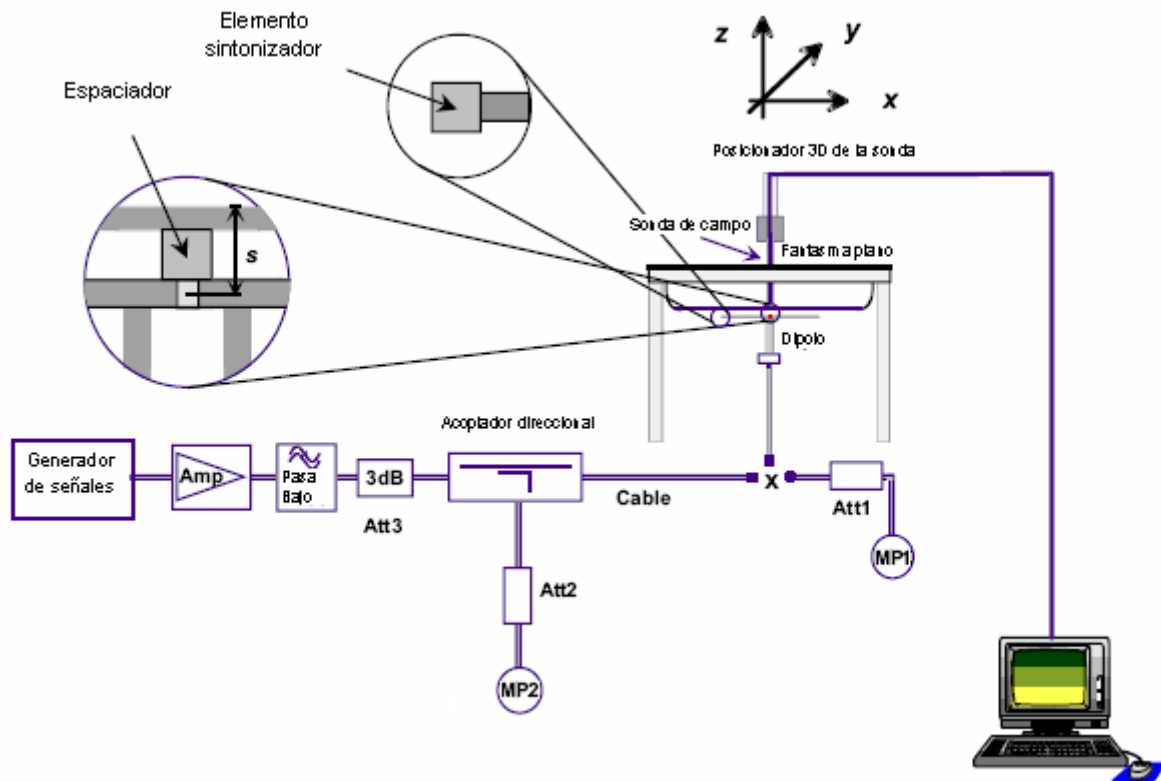 Elemento
sintonizador
Espaciador
s
z
y
x
Posicionador 3D de la sonda
Sonda de campo
Fantasma plano
Dipolo
Acoplador direccional
Generador
de señales
Amp
Pasa
Bajo
3dB
Att3
Cable
X
Att1
MP1
Att2
MP2